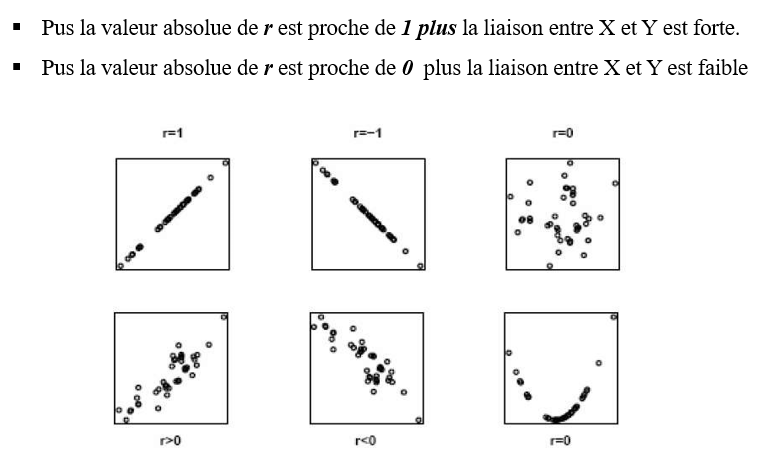 ▪ Pus la valeur absolue de r est proche de 1 plus la liaison entre X et Y est forte.
▪ Pus la valeur absolue de r est proche de 0 plus la liaison entre X et Y est faible
r=1 r=−1 r=0
r>0 r<0 r=0